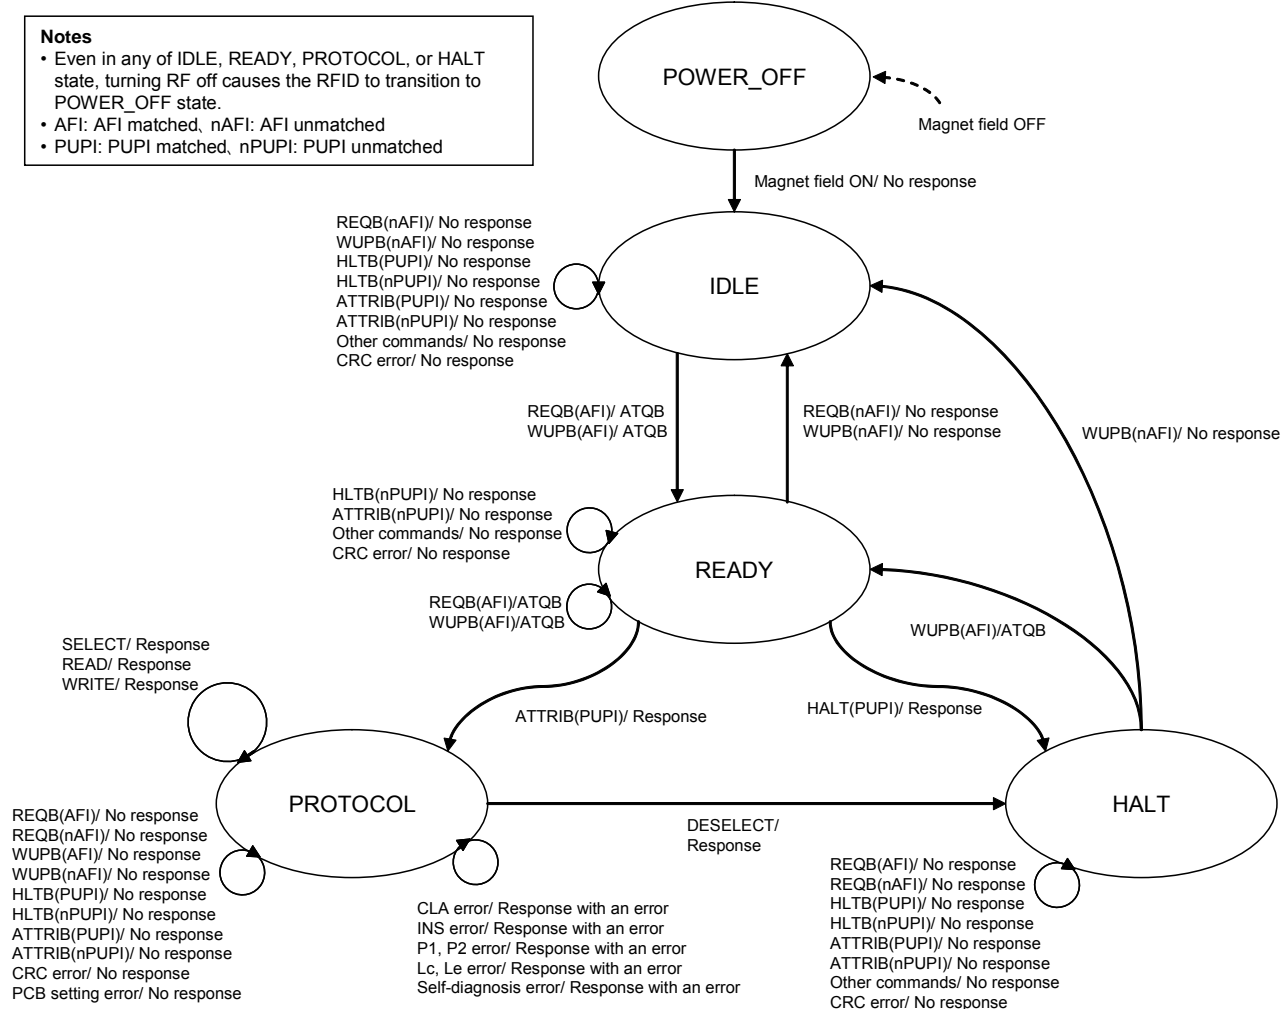 Notes
• Even in any of IDLE, READY, PROTOCOL, or HALT
state, turning RF off causes the RFID to transition to
POWER_OFF state.
• AFI: AFI matched、nAFI: AFI unmatched
• PUPI: PUPI matched、nPUPI: PUPI unmatched
POWER_OFF
Magnet field OFF
Magnet field ON/ No response
REQB(nAFI)/ No response
WUPB(nAFI)/ No response
HLTB(PUPI)/ No response
HLTB(nPUPI)/ No response
ATTRIB(PUPI)/ No response
ATTRIB(nPUPI)/ No response
Other commands/ No response
CRC error/ No response
IDLE
REQB(AFI)/ ATQB
WUPB(AFI)/ ATQB
REQB(nAFI)/ No response
WUPB(nAFI)/ No response
WUPB(nAFI)/ No response
HLTB(nPUPI)/ No response
ATTRIB(nPUPI)/ No response
Other commands/ No response
CRC error/ No response
READY
REQB(AFI)/ATQB
WUPB(AFI)/ATQB
WUPB(AFI)/ATQB
SELECT/ Response
READ/ Response
WRITE/ Response
ATTRIB(PUPI)/ Response
HALT(PUPI)/ Response
PROTOCOL
HALT
DESELECT/
Response
REQB(AFI)/ No response
REQB(nAFI)/ No response
WUPB(AFI)/ No response
WUPB(nAFI)/ No response
HLTB(PUPI)/ No response
HLTB(nPUPI)/ No response
ATTRIB(PUPI)/ No response
ATTRIB(nPUPI)/ No response
CRC error/ No response
PCB setting error/ No response
CLA error/ Response with an error
INS error/ Response with an error
P1, P2 error/ Response with an error
Lc, Le error/ Response with an error
Self-diagnosis error/ Response with an error
REQB(AFI)/ No response
REQB(nAFI)/ No response
HLTB(PUPI)/ No response
HLTB(nPUPI)/ No response
ATTRIB(PUPI)/ No response
ATTRIB(nPUPI)/ No response
Other commands/ No response
CRC error/ No response